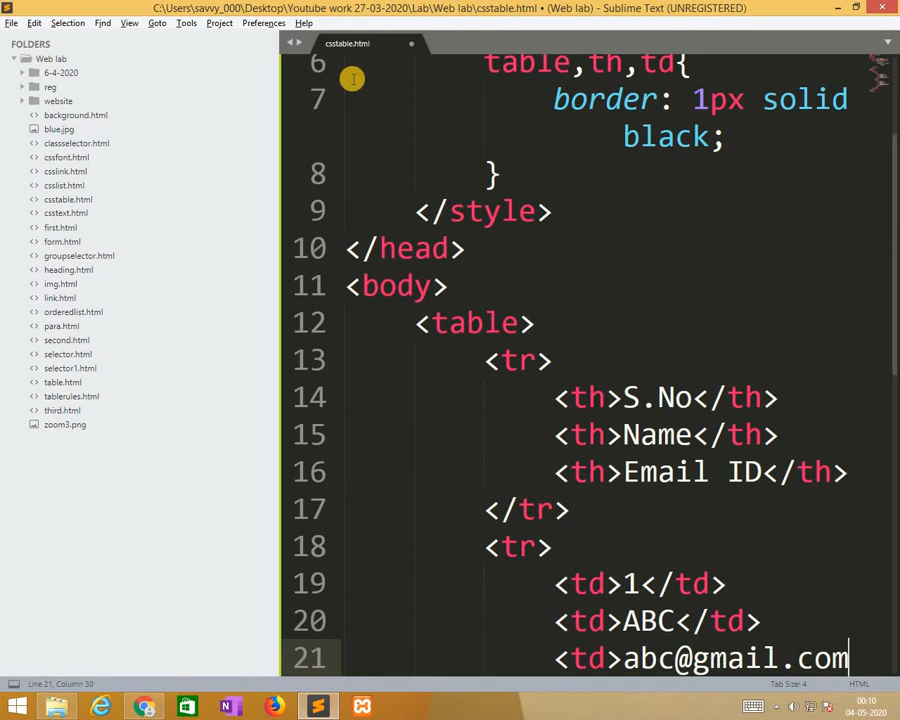 C:\Users\savvy_000\Desktop\Youtube work 27-03-2020\Lab\Web lab\csstable.html • (Web lab) - Sublime Text (UNREGISTERED)
File Edit Selection Find View Goto Tools Project Preferences Help
FOLDERS
Web lab
6-4-2020
reg
website
background.html
blue.jpg
classselector.html
cssfont.html
csslink.html
csslist.html
csstable.html
csstext.html
first.html
form.html
groupselector.html
heading.html
img.html
link.html
orderedlist.html
para.html
second.html
selector.html
selector1.html
table.html
tablerules.html
third.html
zoom3.png
csstable.html
6 table,th,td{
7 border: 1px solid
black;
8 }
9 </style>
10 </head>
11 <body>
12 <table>
13 <tr>
14 <th>S.No</th>
15 <th>Name</th>
16 <th>Email ID</th>
17 </tr>
18 <tr>
19 <td>1</td>
20 <td>ABC</td>
21 <td>abc@gmail.com
Line 21, Column 30
Tab Size: 4
HTML
00:10
04-05-2020